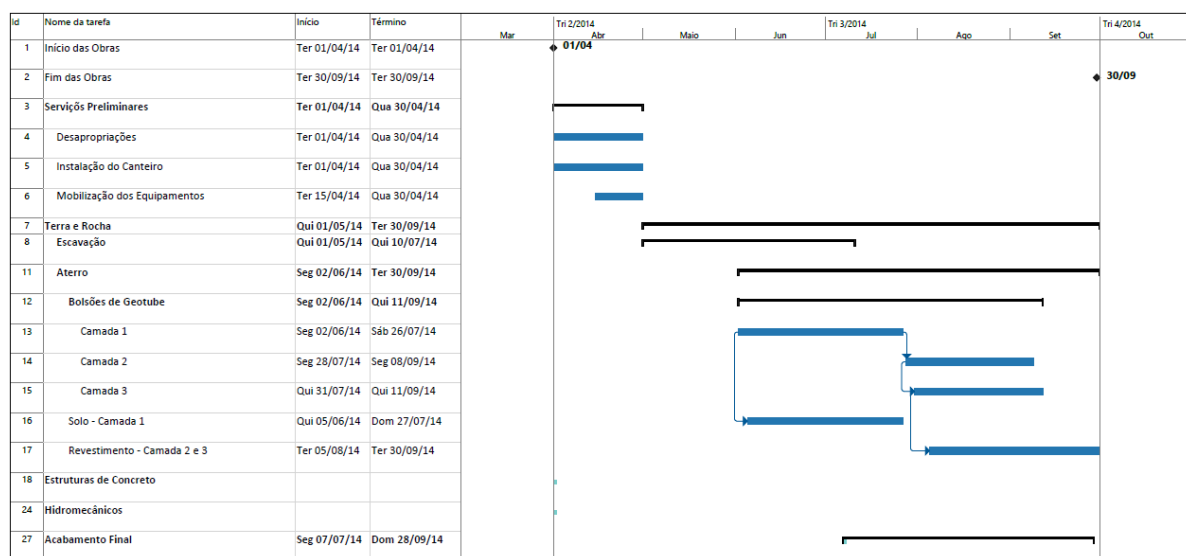 Id Nome da tarefa Início Término Tri 2/2014 Tri 3/2014 Tri 4/2014
Mar Abr Maio Jun Jul Ago Set Out
1 Início das Obras Ter 01/04/14 Ter 01/04/14 01/04
2 Fim das Obras Ter 30/09/14 Ter 30/09/14 30/09
3 Serviçõs Preliminares Ter 01/04/14 Qua 30/04/14
4 Desapropriações Ter 01/04/14 Qua 30/04/14
5 Instalação do Canteiro Ter 01/04/14 Qua 30/04/14
6 Mobilização dos Equipamentos Ter 15/04/14 Qua 30/04/14
7 Terra e Rocha Qui 01/05/14 Ter 30/09/14
8 Escavação Qui 01/05/14 Qui 10/07/14
11 Aterro Seg 02/06/14 Ter 30/09/14
12 Bolsões de Geotube Seg 02/06/14 Qui 11/09/14
13 Camada 1 Seg 02/06/14 Sáb 26/07/14
14 Camada 2 Seg 28/07/14 Seg 08/09/14
15 Camada 3 Qui 31/07/14 Qui 11/09/14
16 Solo - Camada 1 Qui 05/06/14 Dom 27/07/14
17 Revestimento - Camada 2 e 3 Ter 05/08/14 Ter 30/09/14
18 Estruturas de Concreto
24 Hidromecânicos
27 Acabamento Final Seg 07/07/14 Dom 28/09/14